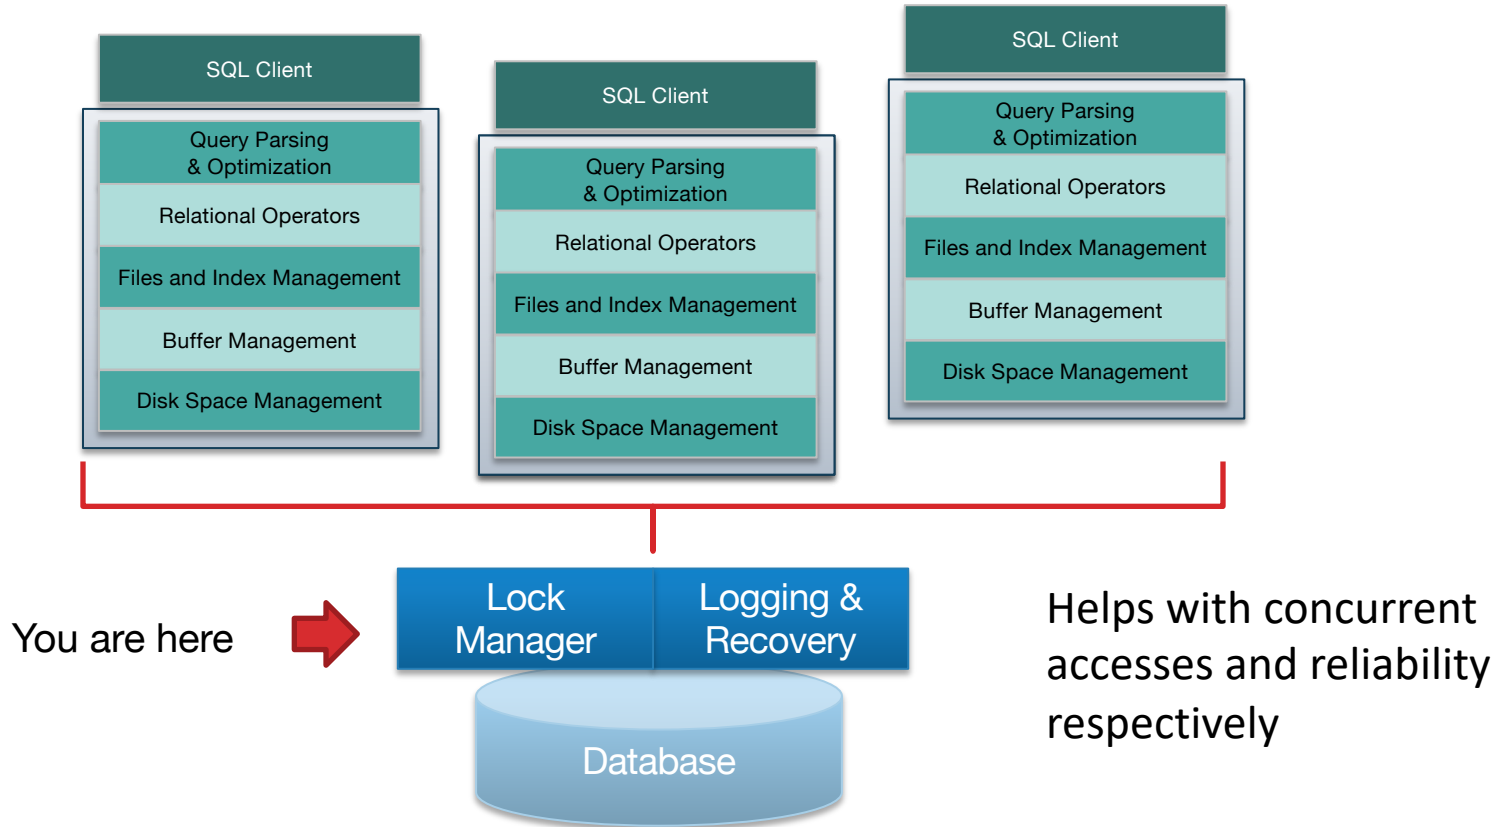 SQL Client
Query Parsing
& Optimization
Relational Operators
Files and Index Management
Buffer Management
Disk Space Management
SQL Client
Query Parsing
& Optimization
Relational Operators
Files and Index Management
Buffer Management
Disk Space Management
SQL Client
Query Parsing
& Optimization
Relational Operators
Files and Index Management
Buffer Management
Disk Space Management
You are here
Lock
Manager
Logging &
Recovery
Database
Helps with concurrent
accesses and reliability
respectively